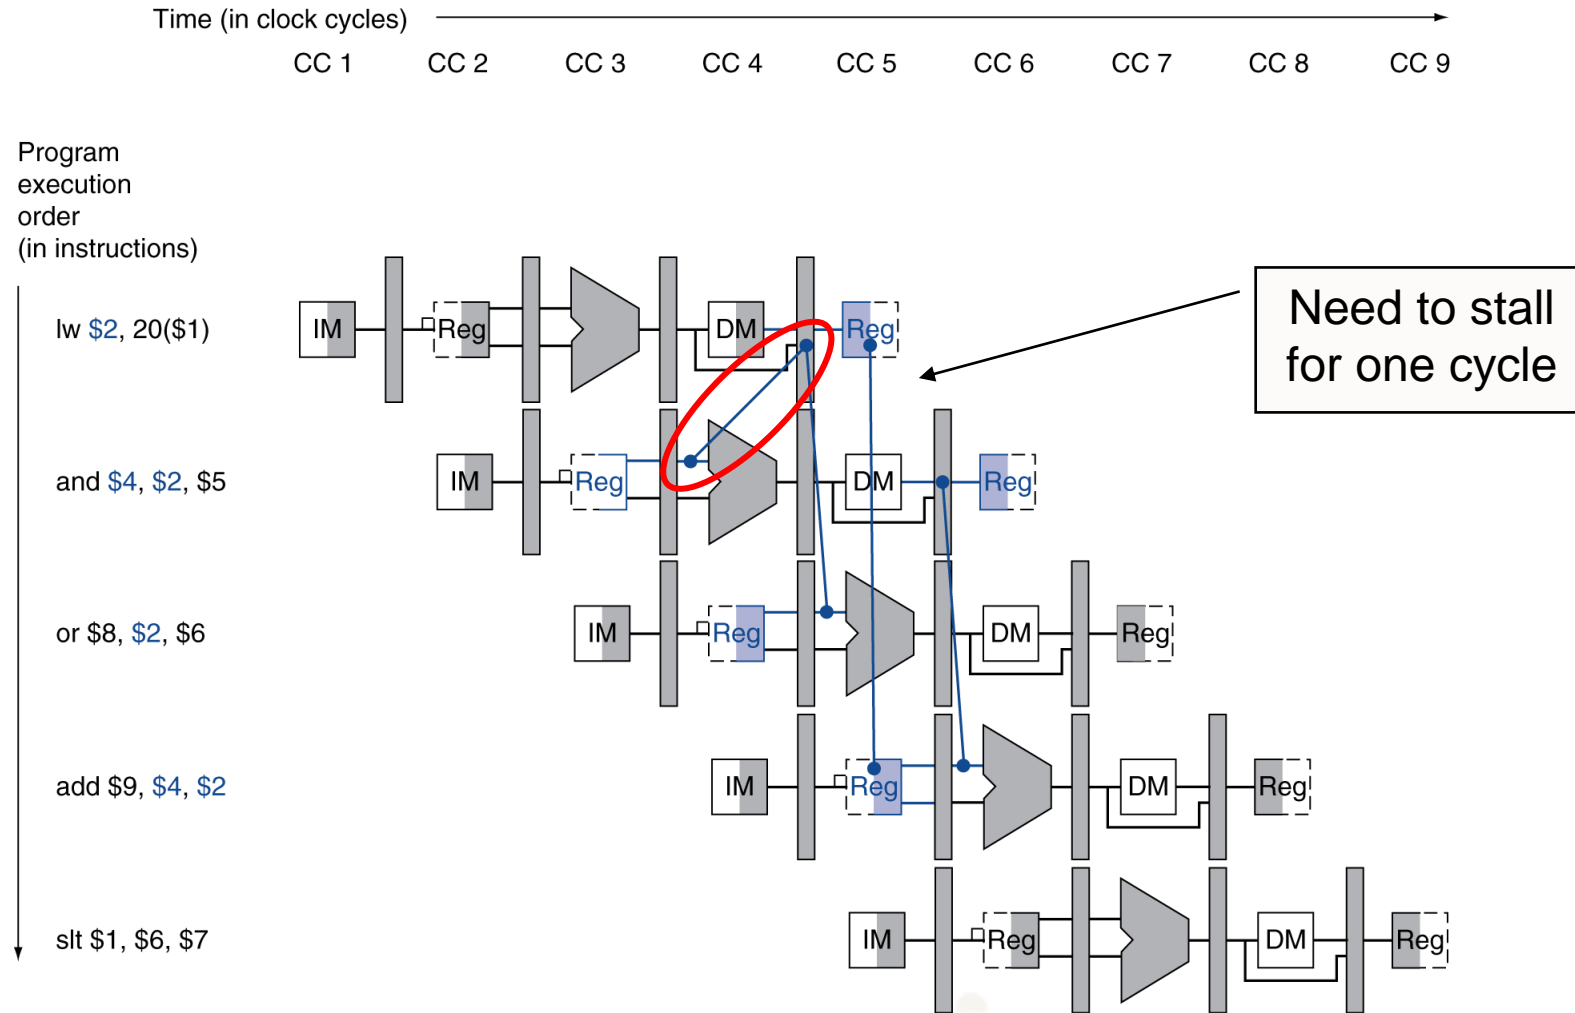 Time (in clock cycles)
CC 1 CC 2 CC 3 CC 4 CC 5 CC 6 CC 7 CC 8 CC 9
Program
execution
order
(in instructions)
Need to stall
for one cycle
lw $2, 20($1) IM Reg DM Reg
and $4, $2, $5 IM Reg DM Reg
or $8, $2, $6 IM Reg DM Reg
add $9, $4, $2 IM Reg DM Reg
slt $1, $6, $7 IM Reg DM Reg